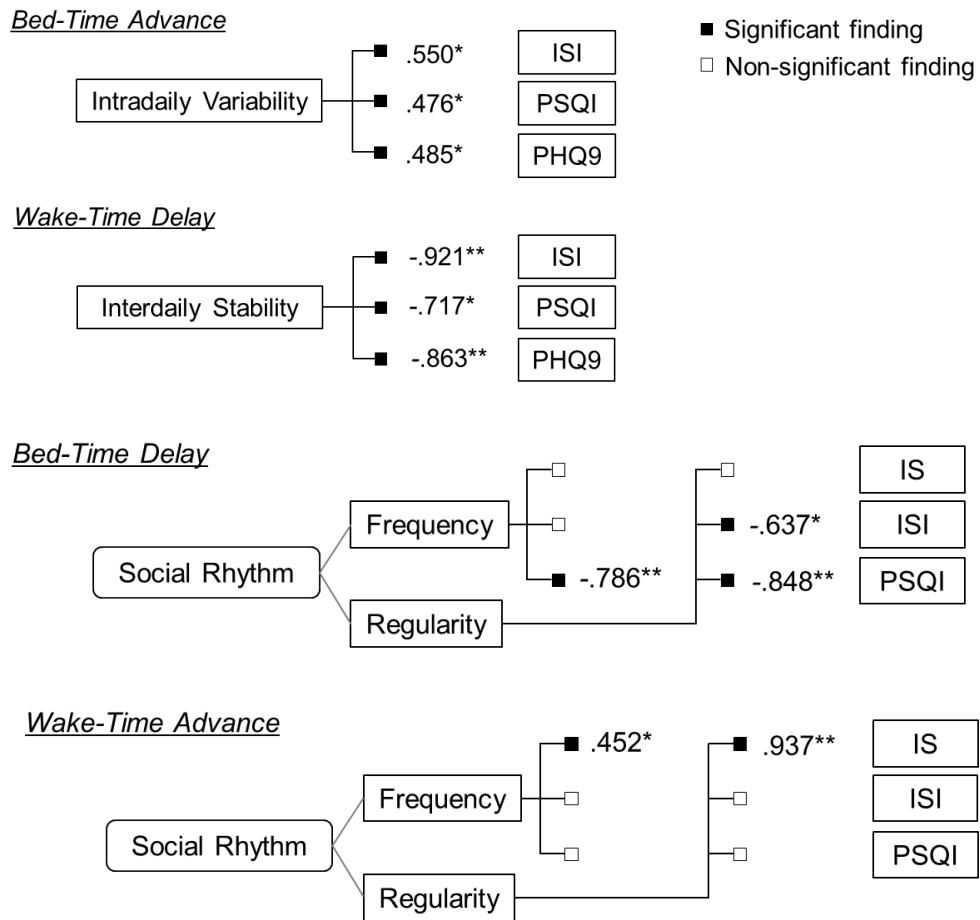 Bed-Time Advance
■ Significant finding
□ Non-significant finding
.550* ISI
Intradaily Variability .476* PSQI
.485* PHQ9
Wake-Time Delay
-.921** ISI
Interdaily Stability -.717* PSQI
-.863** PHQ9
Bed-Time Delay
IS
Frequency -.637* ISI
Social Rhythm -.786** -.848** PSQI
Regularity
Wake-Time Advance
.452* .937** IS
Frequency ISI
Social Rhythm PSQI
Regularity